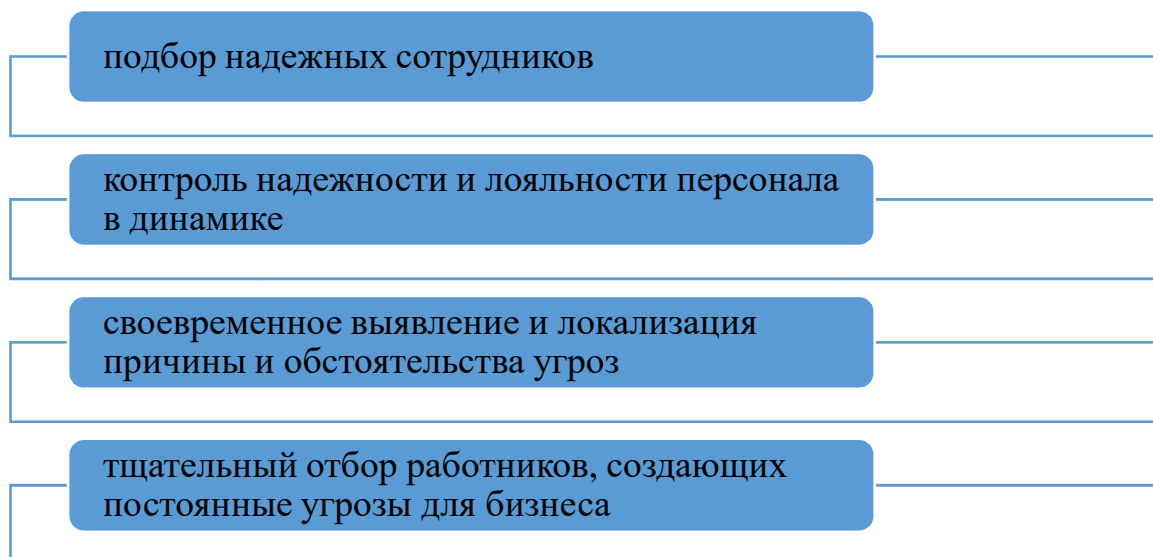 подбор надежных сотрудников
контроль надежности и лояльности персонала
в динамике
своевременное выявление и локализация
причины и обстоятельства угроз
тщательный отбор работников, создающих
постоянные угрозы для бизнеса